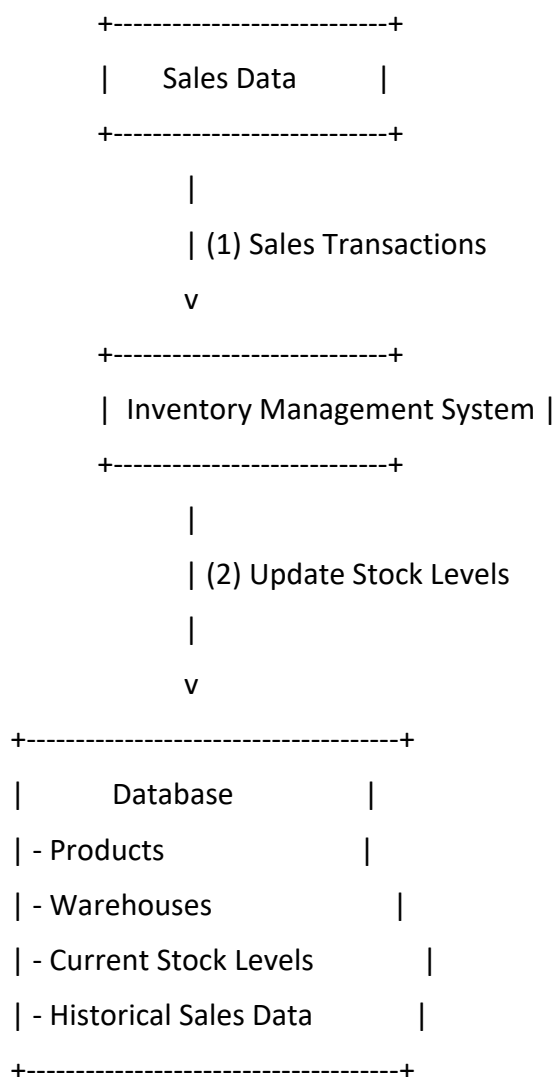 +----------------------------+
| Sales Data |
+----------------------------+
|
| (1) Sales Transactions
v
+----------------------------+
| Inventory Management System |
+----------------------------+
|
| (2) Update Stock Levels
|
v
+--------------------------------------+
| Database |
| - Products |
| - Warehouses |
| - Current Stock Levels |
| - Historical Sales Data |
+--------------------------------------+